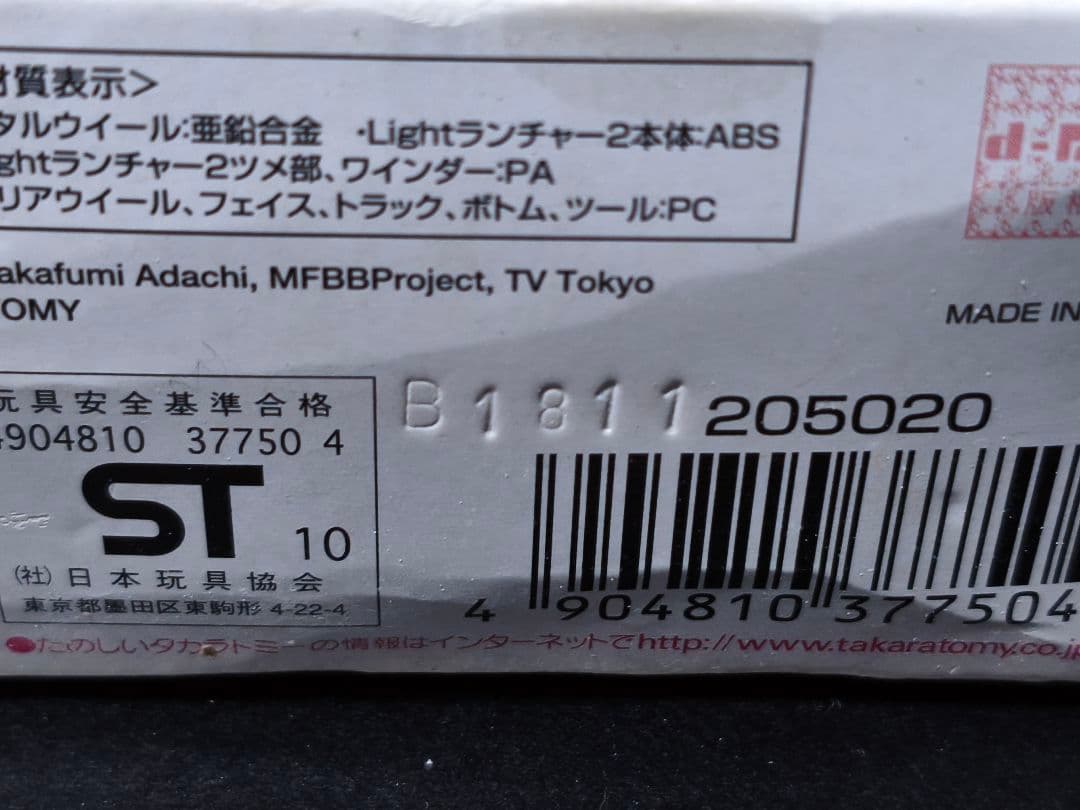 材質表示>
タルウイール:亜鉛合金 ・Lightランチャー2本体:ABS
ghtランチャー2ツメ部、ワインダー:PA
リアウイール、フェイス、トラック、ボトム、ツール:PC
akafumi Adachi, MFBBProject, TV Tokyo
OMY
MADE IN
玩具安全基準合格
4904810 37750 4
ST 10
(社)日本玩具協会
東京都墨田区東駒形 4-22-4
B1811
205020
4 904810 377504
●たのしいタカラトミーの情報はインターネットでhttp://www.takaratomy.co.jp